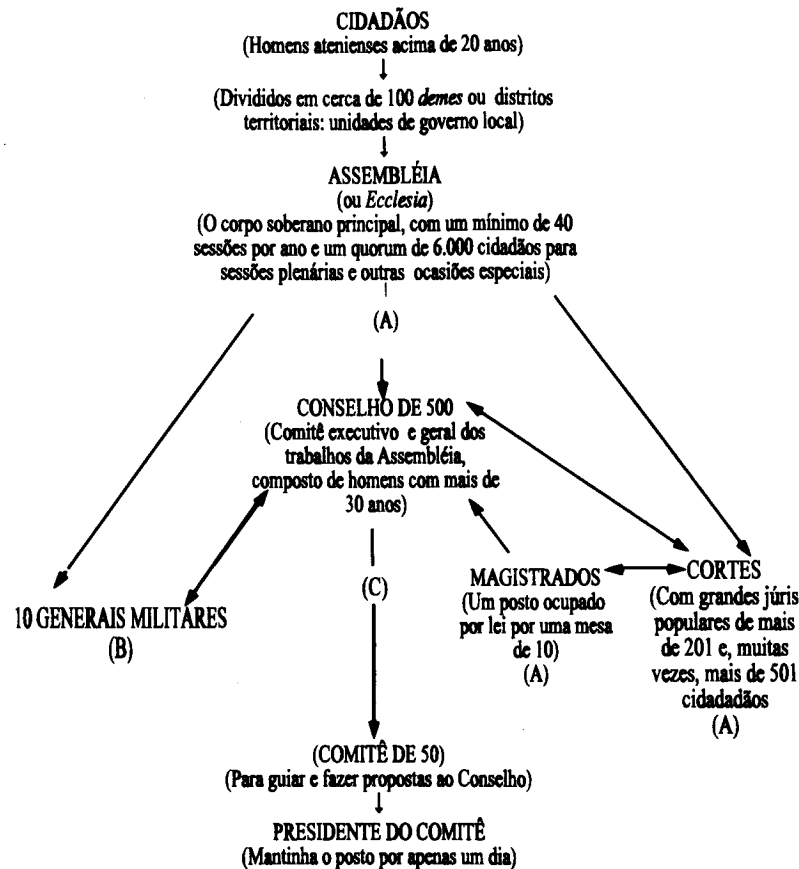 CIDADÃOS
(Homens atenienses acima de 20 anos)
(Divididos em cerca de 100 demes ou distritos
territoriais: unidades de governo local)
ASSEMBLÉIA
(ou Ecclesia)
(O corpo soberano principal, com um mínimo de 40
sessões por ano e um quorum de 6.000 cidadãos para
sessões plenárias e outras ocasiões especiais)
(A)
CONSELHO DE 500
(Comitê executivo e geral dos
trabalhos da Assembléia,
composto de homens com mais de
30 anos)
10 GENERAIS MILITARES
(B)
(C)
MAGISTRADOS
(Um posto ocupado
por lei por uma mesa
de 10)
(A)
CORTES
(Com grandes júris
populares de mais
de 201 e, muitas
vezes, mais de 501
cidadadãos
(A)
(COMITÊ DE 50)
(Para guiar e fazer propostas ao Conselho)
PRESIDENTE DO COMITÊ
(Mantinha o posto por apenas um dia)